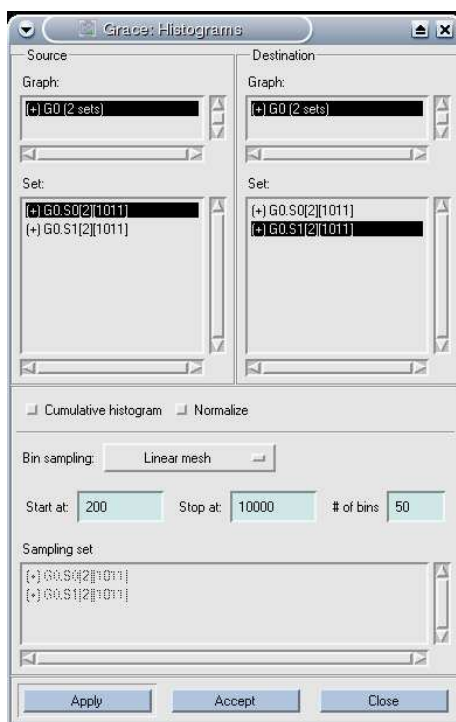 Grace: Histograms
Source
Graph:
(+) G0 (2 sets)
Set:
(+) G0.S0[2][1011]
(+) G0.S1[2][1011]
Destination
Graph:
(+) G0 (2 sets)
Set:
(+) G0.S0[2][1011]
(+) G0.S1[2][1011]
Cumulative histogram Normalize
Bin sampling: Linear mesh
Start at: 200 Stop at: 10000 # of bins 50
Sampling set
(+) G0.S0[2][1011]
(+) G0.S1[2][1011]
Apply Accept Close